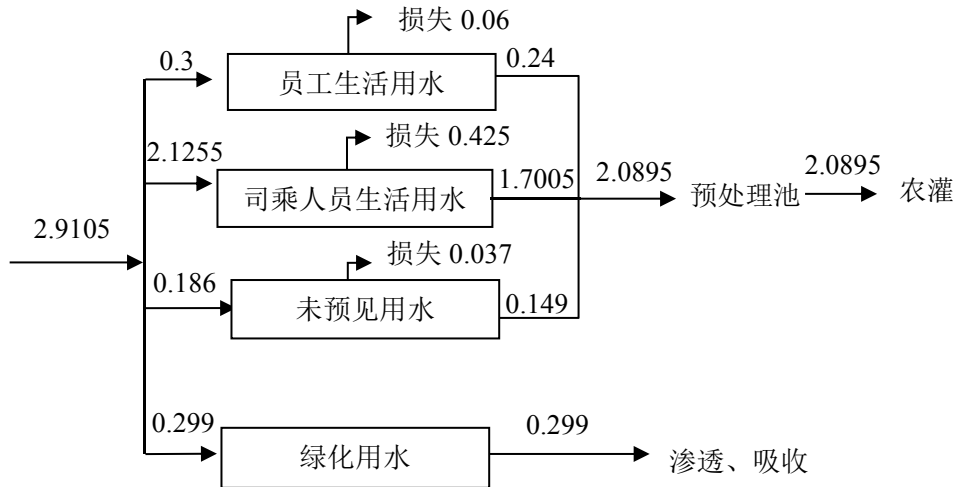 损失 0.06
0.3
员工生活用水
0.24
损失 0.425
2.1255
司乘人员生活用水
1.7005
2.0895
预处理池
2.0895
农灌
2.9105
损失 0.037
0.186
未预见用水
0.149
0.299
绿化用水
0.299
渗透、吸收